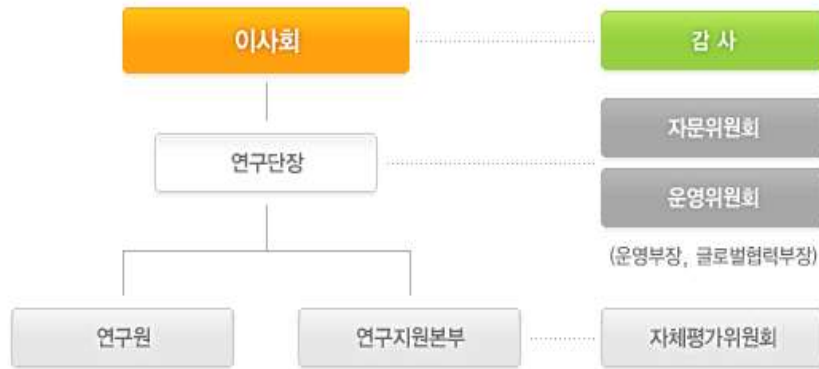 이사회
감 사
자문위원회
연구단장
운영위원회
(운영부장, 글로벌협력부장)
연구원
연구지원본부
자체평가위원회